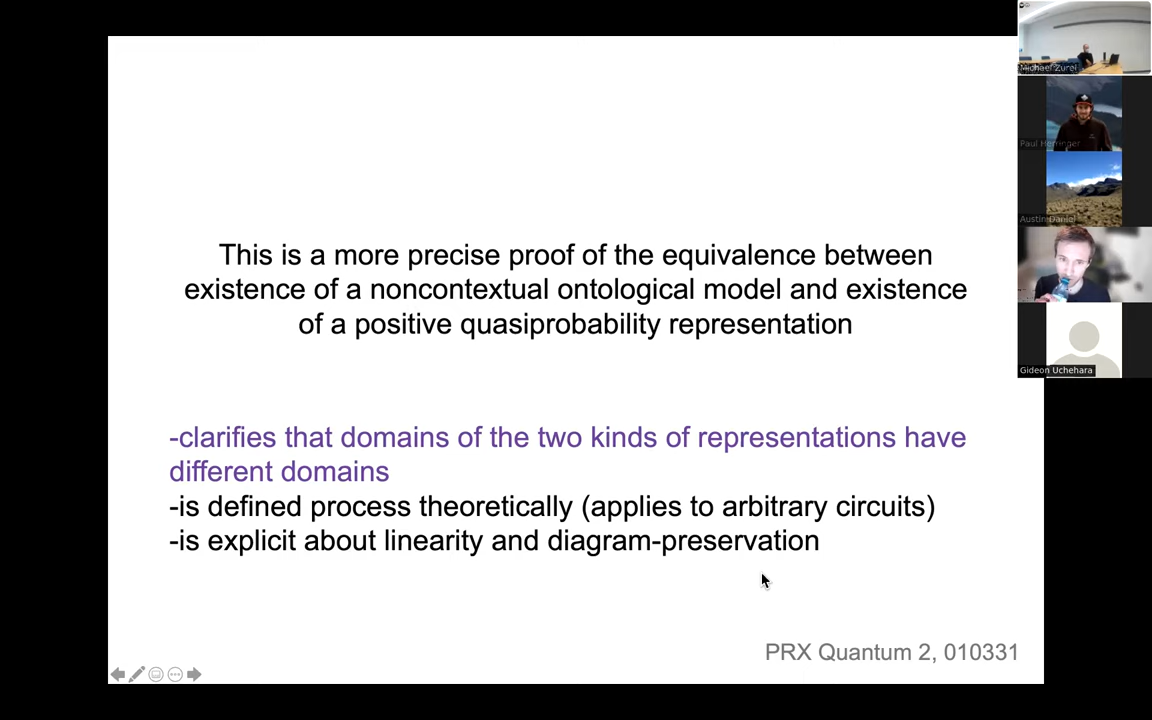 This is a more precise proof of the equivalence between
existence of a noncontextual ontological model and existence
of a positive quasiprobability representation
-clarifies that domains of the two kinds of representations have
different domains
-is defined process theoretically (applies to arbitrary circuits)
-is explicit about linearity and diagram-preservation
PRX Quantum 2, 010331
Michael Zurel
Paul Herringer
Austin Daniel
Gideon Uchehara